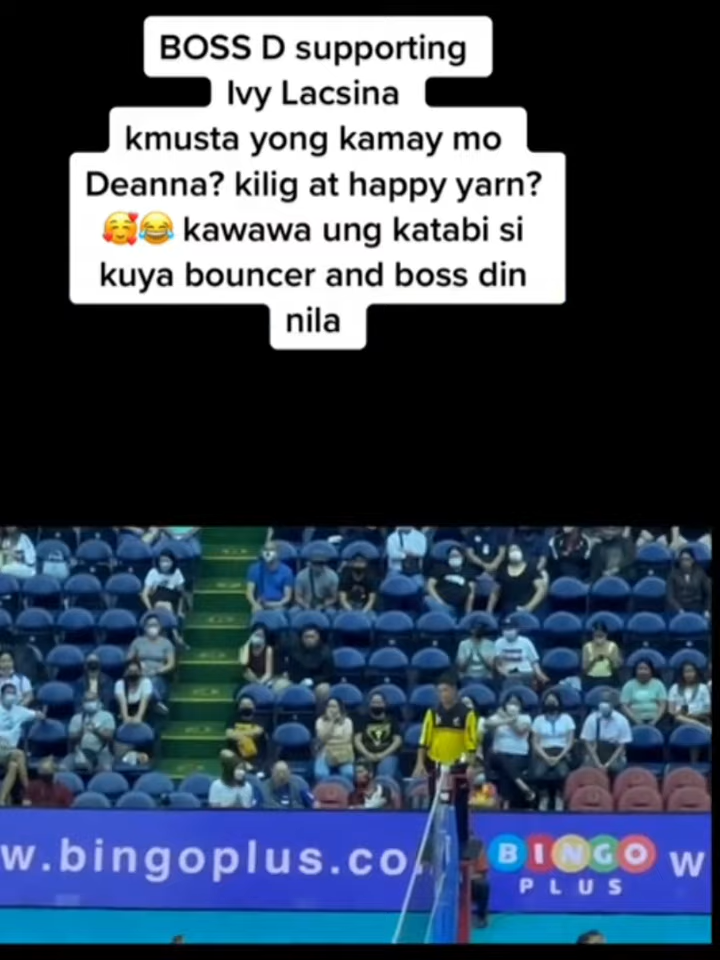 BOSS D supporting
Ivy Lacsina
kmusta yong kamay mo
Deanna? kilig at happy yarn?
🥰😂 kawawa ung katabi si
kuya bouncer and boss din
nila
w.bingoplus.co
BINGO
PLUS
w